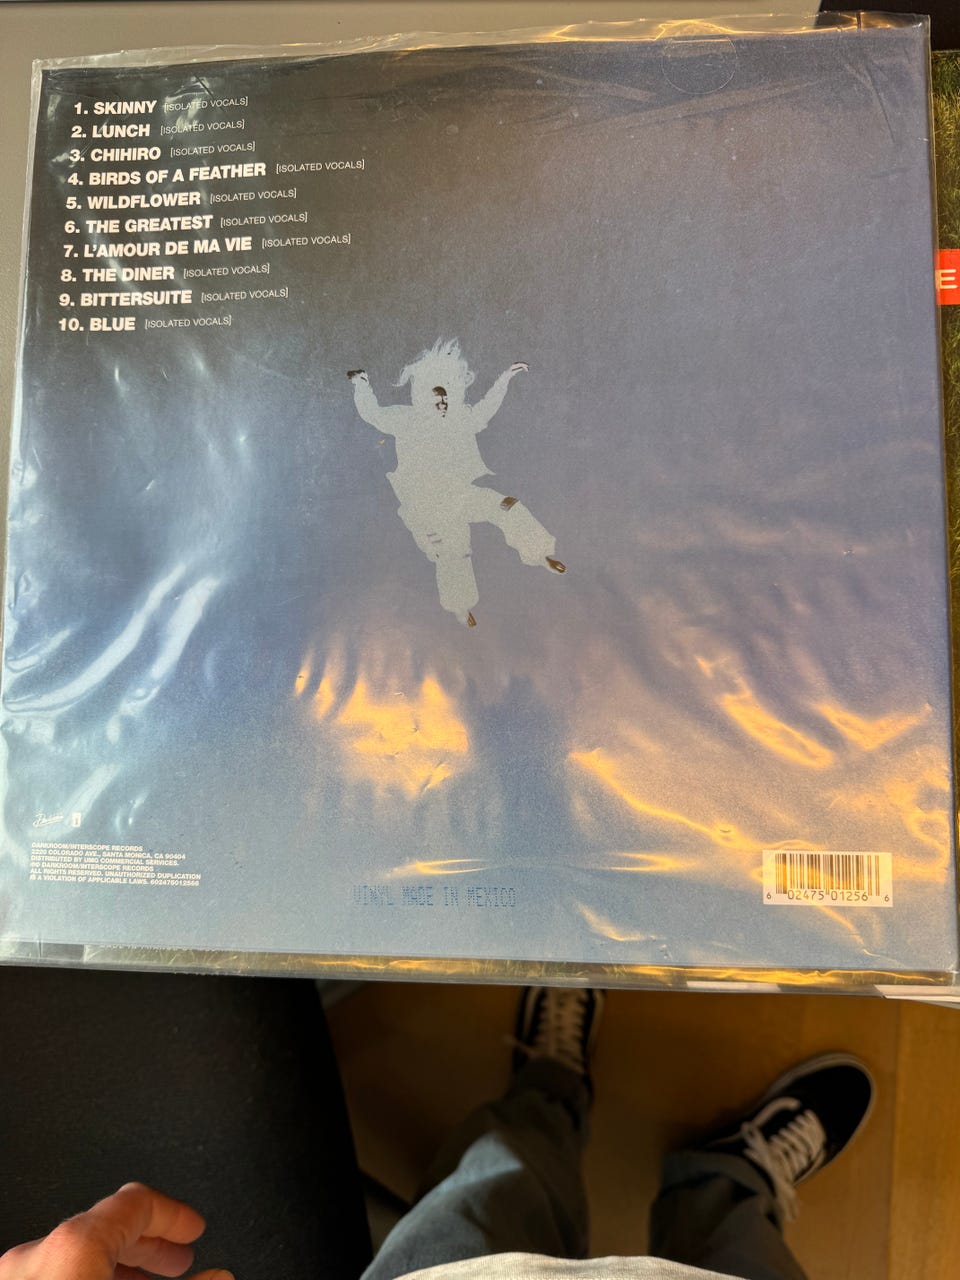 1. SKINNY [ISOLATED VOCALS]
2. LUNCH [ISOLATED VOCALS]
3. CHIHIRO [ISOLATED VOCALS]
4. BIRDS OF A FEATHER [ISOLATED VOCALS]
5. WILDFLOWER [ISOLATED VOCALS]
6. THE GREATEST [ISOLATED VOCALS]
7. L'AMOUR DE MA VIE [ISOLATED VOCALS]
8. THE DINER [ISOLATED VOCALS]
9. BITTERSUITE [ISOLATED VOCALS]
10. BLUE [ISOLATED VOCALS]
E
DARKROOM/INTERSCOPE RECORDS
2220 COLORADO AVE., SANTA MONICA, CA 90404
DISTRIBUTED BY UMG COMMERCIAL SERVICES.
℗© DARKROOM/INTERSCOPE RECORDS
ALL RIGHTS RESERVED. UNAUTHORIZED DUPLICATION
IS A VIOLATION OF APPLICABLE LAWS. 602475012566
VINYL MADE IN MEXICO
6 02475 01256 6